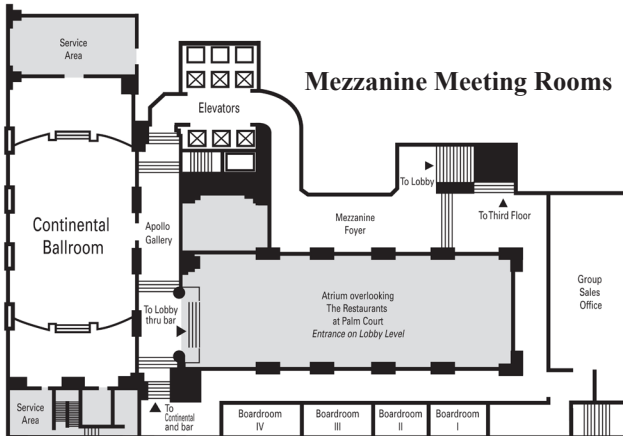 Service
Area
Mezzanine Meeting Rooms
Elevators
To Lobby
To Third Floor
Continental
Ballroom
Apollo
Gallery
Mezzanine
Foyer
Group
Sales
Office
To Lobby
thru bar
Atrium overlooking
The Restaurants
at Palm Court
Entrance on Lobby Level
Service
Area
To
Continental
and bar
Boardroom
IV
Boardroom
III
Boardroom
II
Boardroom
I